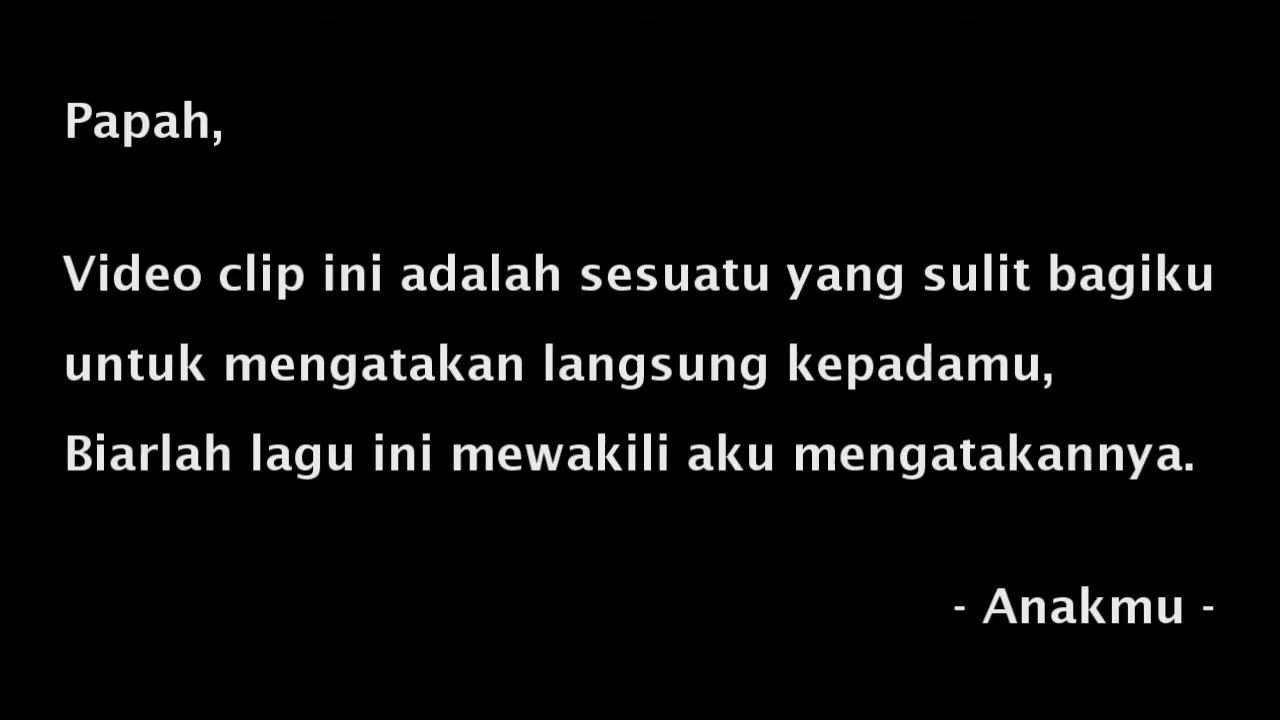 Papah,
Video clip ini adalah sesuatu yang sulit bagiku
untuk mengatakan langsung kepadamu,
Biarlah lagu ini mewakili aku mengatakannya.
- Anakmu -